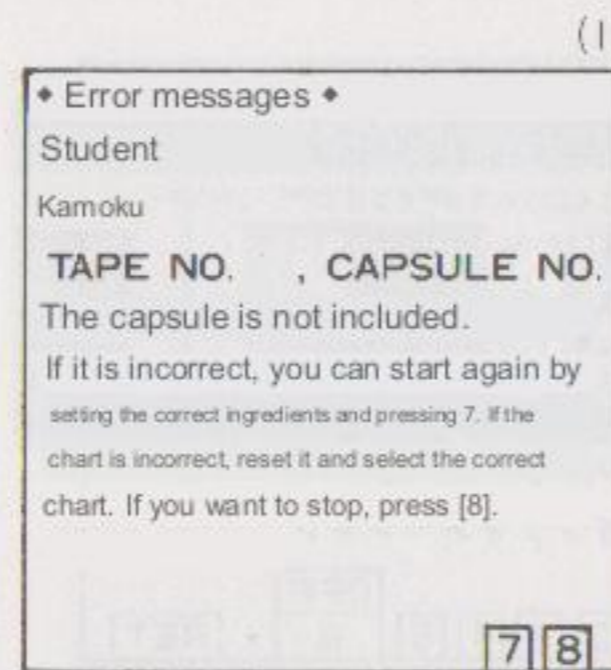 (1
◆ Error messages ◆
Student
Kamoku
TAPE NO. , CAPSULE NO.
The capsule is not included.
If it is incorrect, you can start again by
setting the correct ingredients and pressing 7. If the
chart is incorrect, reset it and select the correct
chart. If you want to stop, press [8].
7 8